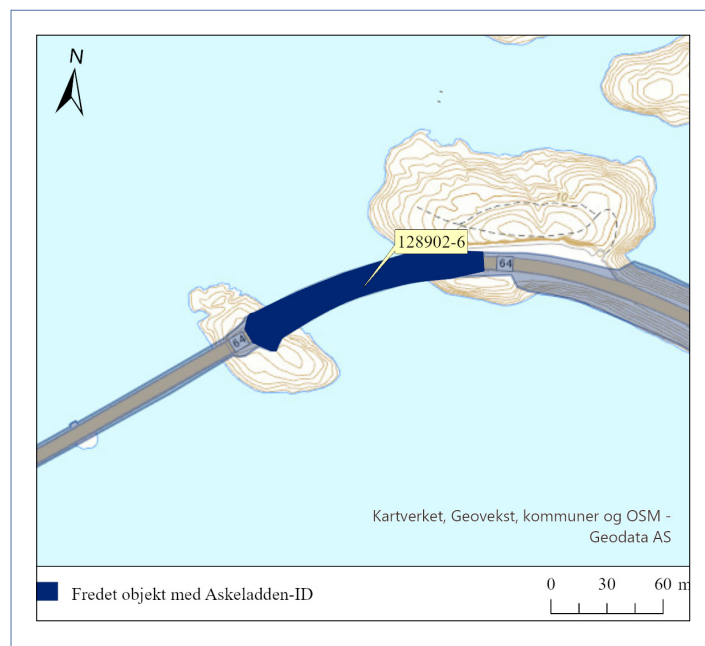 N
10
128902-6
64
64
Kartverket, Geovekst, kommuner og OSM -
Geodata AS
Fredet objekt med Askeladden-ID
0 30 60 m